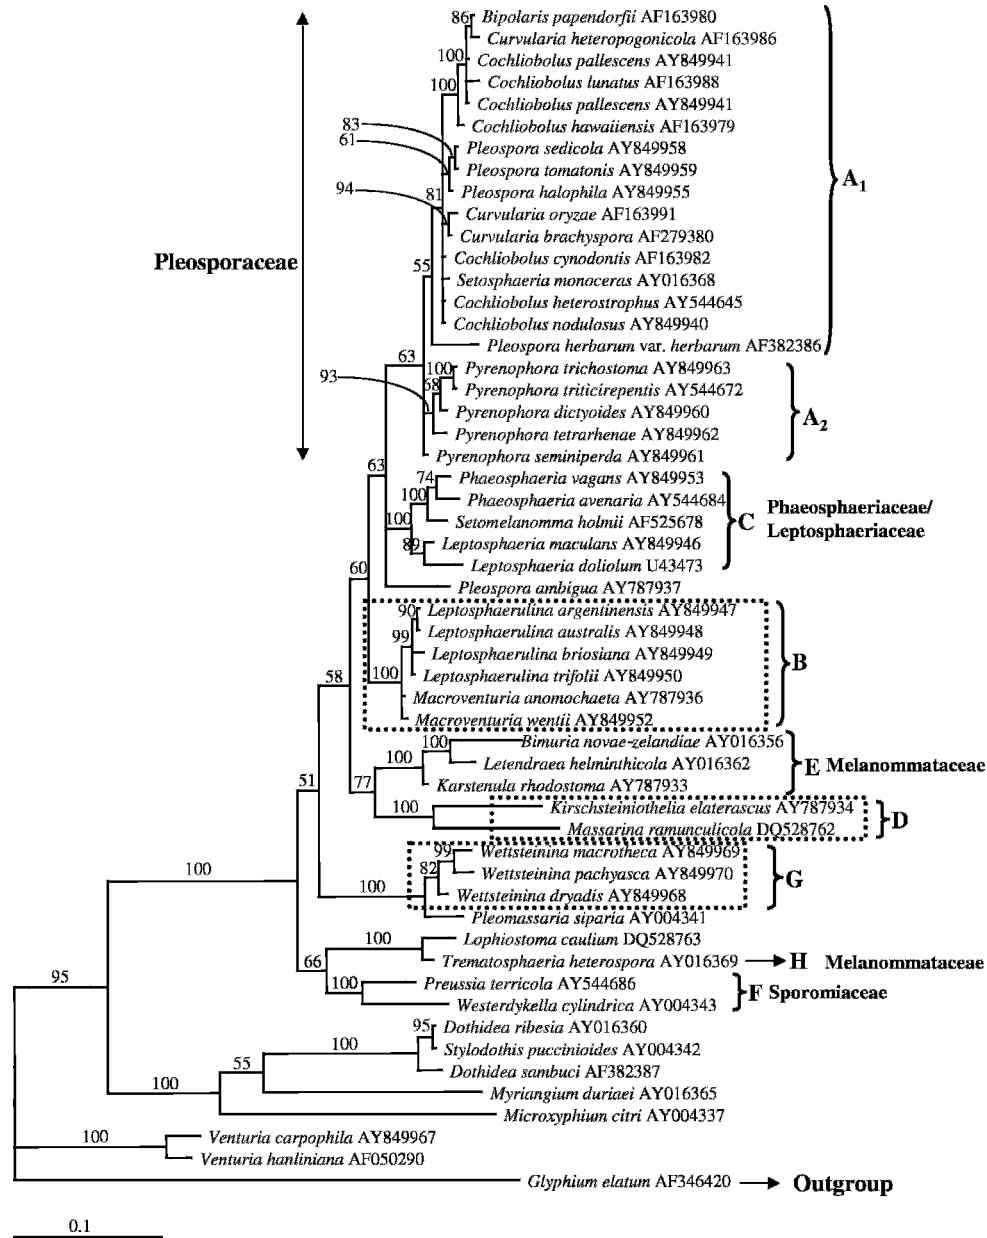 86 Bipolaris papendorfii AF163980
Curvularia heteropogonicola AF163986
100 Cochliobolus pallescens AY849941
Cochliobolus lunatus AF163988
100
Cochliobolus pallescens AY849941
Cochliobolus hawaiiensis AF163979
83
Pleospora sedicola AY849958
61
Pleospora tomatonis AY849959
A1
94
Pleospora halophila AY849955
81
Curvularia oryzae AF163991
Curvularia brachyspora AF279380
Pleosporaceae
Cochliobolus cynodontis AF163982
55
Setosphaeria monoceras AY016368
Cochliobolus heterostrophus AY544645
Cochliobolus nodulosus AY849940
Pleospora herbarum var. herbarum AF382386
63
100 Pyrenophora trichostoma AY849963
93
68 Pyrenophora triticirepentis AY544672
Pyrenophora dictyoides AY849960
A2
Pyrenophora tetrarhenae AY849962
Pyrenophora seminiperda AY849961
63
74 Phaeosphaeria vagans AY849953
100 Phaeosphaeria avenaria AY544684
Phaeosphaeriaceae/
100 Setomelanomma holmii AF525678
C
Leptosphaeriaceae
89 Leptosphaeria maculans AY849946
Leptosphaeria doliolum U43473
60
Pleospora ambigua AY787937
90 Leptosphaerulina argentinensis AY849947
Leptosphaerulina australis AY849948
99
Leptosphaerulina briosiana AY849949
B
100 Leptosphaerulina trifolii AY849950
58
Macroventuria anomochaeta AY787936
Macroventuria wentii AY849952
100 Bimuria novae-zelandiae AY016356
100 Letendraea helminthicola AY016362
E Melanommataceae
Karstenula rhodostoma AY787933
51
77
100 Kirschsteiniothelia elaterascus AY787934
D
Massarina ramunculicola DQ528762
99 Wettsteinina macrotheca AY849969
82 Wettsteinina pachyasca AY849970
G
100
100 Wettsteinina dryadis AY849968
Pleomassaria siparia AY004341
100 Lophiostoma caulium DQ528763
66
Trematosphaeria heterospora AY016369
H Melanommataceae
95
100 Preussia terricola AY544686
F Sporomiaceae
Westerdykella cylindrica AY004343
95 Dothidea ribesia AY016360
100 Stylodothis puccinioides AY004342
55
Dothidea sambuci AF382387
100
Myriangium duriaei AY016365
Microxyphium citri AY004337
100 Venturia carpophila AY849967
Venturia hanliniana AF050290
Glyphium elatum AF346420
Outgroup
0.1